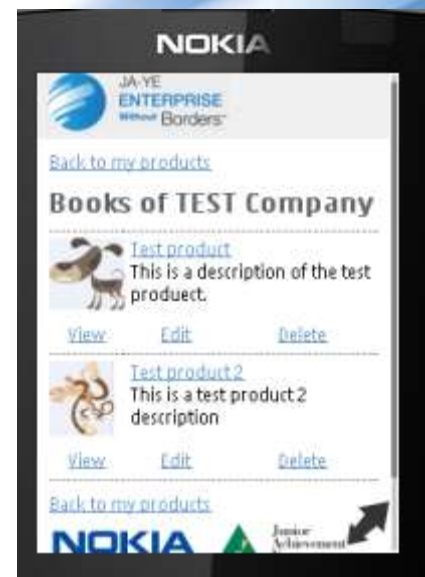 NOKIA
JA-YE
ENTERPRISE
Without Borders™
Back to my products
Books of TEST Company
Test product
This is a description of the test
produect.
View Edit Delete
Test product 2
This is a test product 2
description
View Edit Delete
Back to my products
NOKIA Junior
Achievement